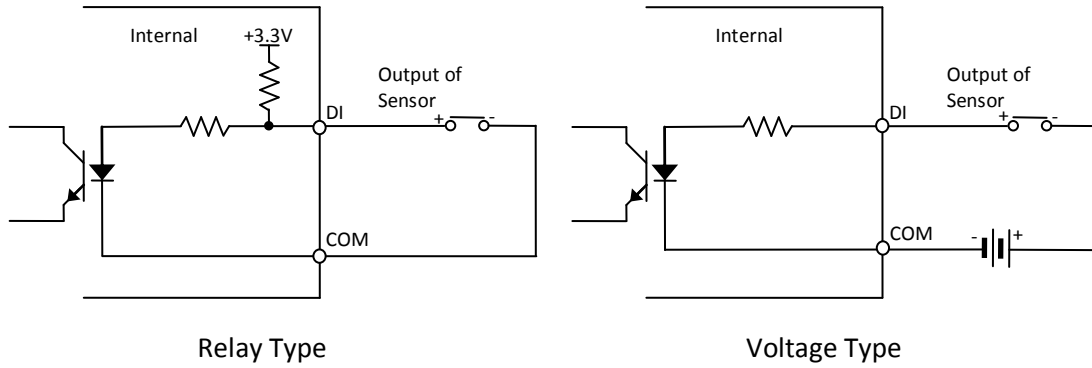 Internal
+3.3V
Output of
Sensor
DI
+
-
COM
Relay Type
Internal
Output of
Sensor
DI
+
-
COM
-
+
Voltage Type